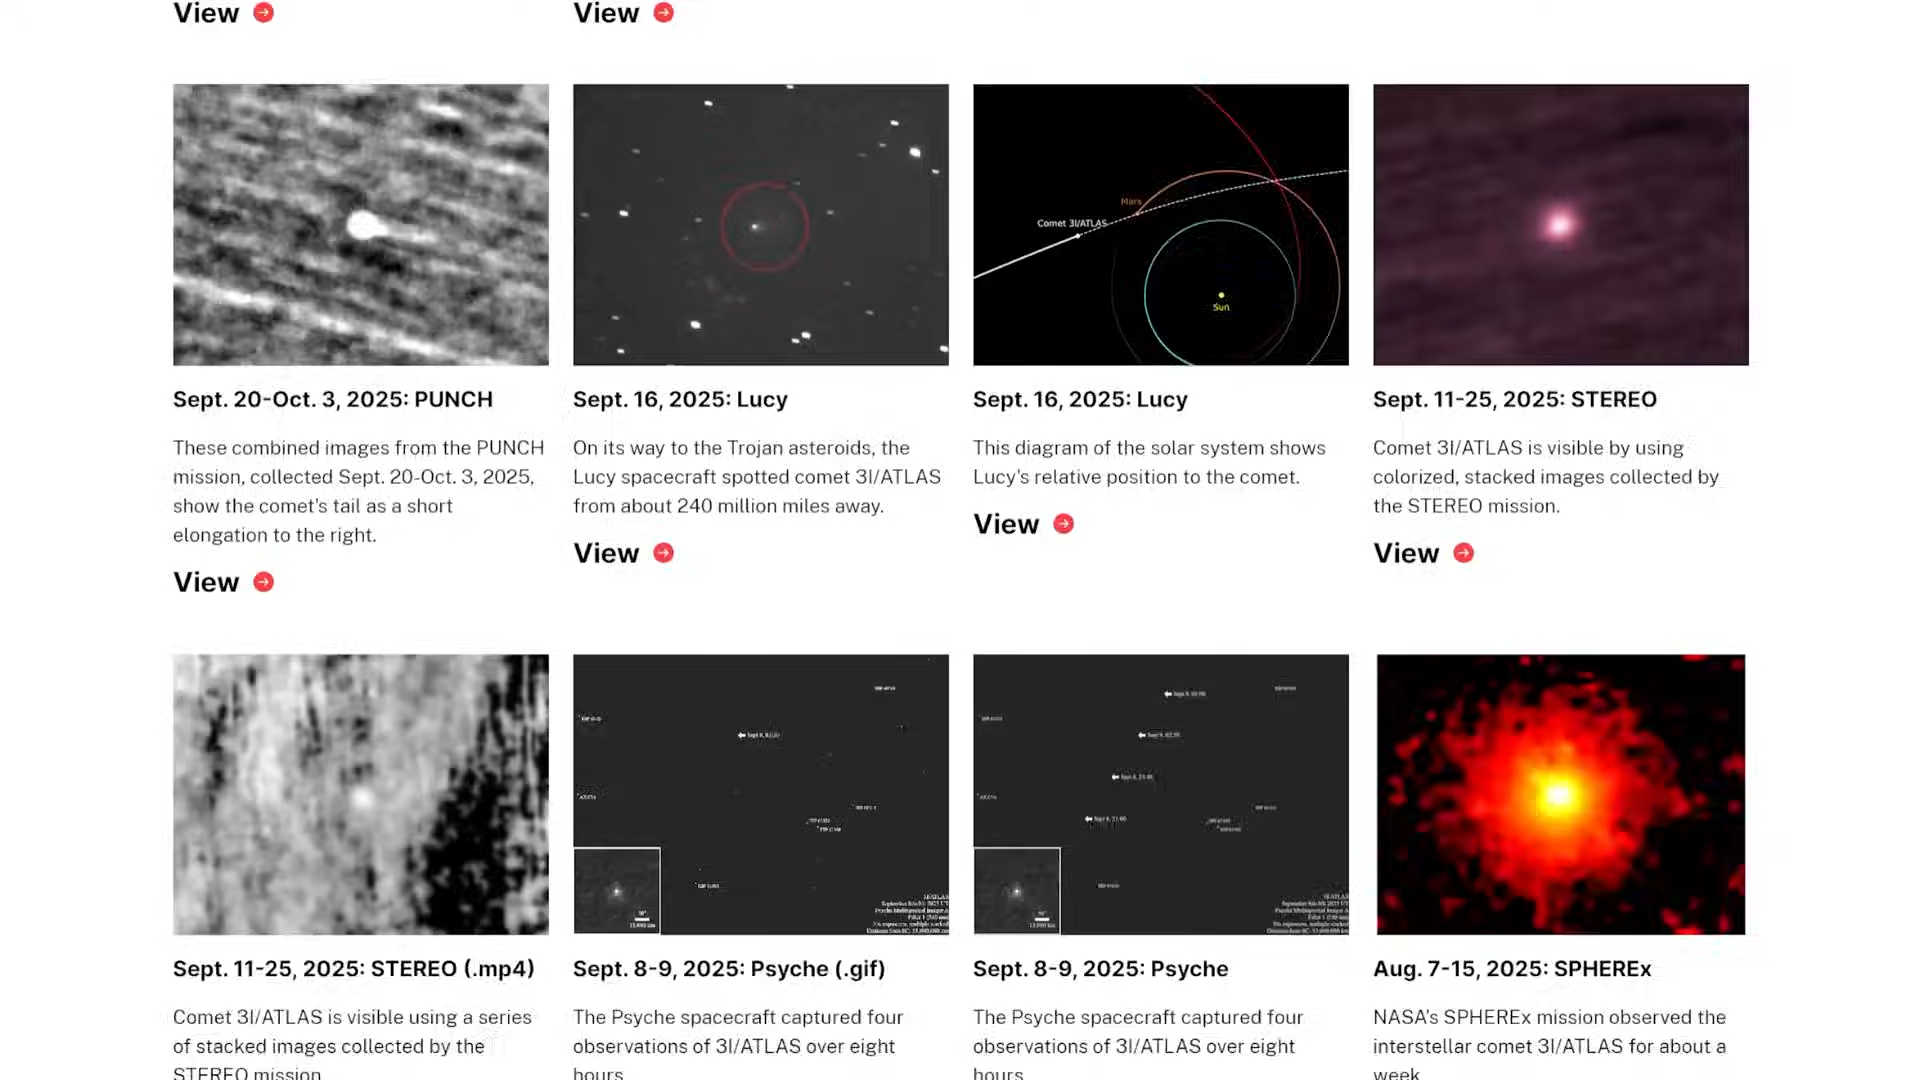 View
View
Mars
Comet 3I/ATLAS
Sun
Sept. 20-Oct. 3, 2025: PUNCH
These combined images from the PUNCH
mission, collected Sept. 20-Oct. 3, 2025,
show the comet's tail as a short
elongation to the right.
View
Sept. 16, 2025: Lucy
On its way to the Trojan asteroids, the
Lucy spacecraft spotted comet 3I/ATLAS
from about 240 million miles away.
View
Sept. 16, 2025: Lucy
This diagram of the solar system shows
Lucy's relative position to the comet.
View
Sept. 11-25, 2025: STEREO
Comet 3I/ATLAS is visible by using
colorized, stacked images collected by
the STEREO mission.
View
Sept. 11-25, 2025: STEREO (.mp4)
Comet 3I/ATLAS is visible using a series
of stacked images collected by the
STEREO mission.
Sept. 8-9, 2025: Psyche (.gif)
The Psyche spacecraft captured four
observations of 3I/ATLAS over eight
hours.
Sept. 8-9, 2025: Psyche
The Psyche spacecraft captured four
observations of 3I/ATLAS over eight
hours.
Aug. 7-15, 2025: SPHEREx
NASA's SPHEREx mission observed the
interstellar comet 3I/ATLAS for about a
week.